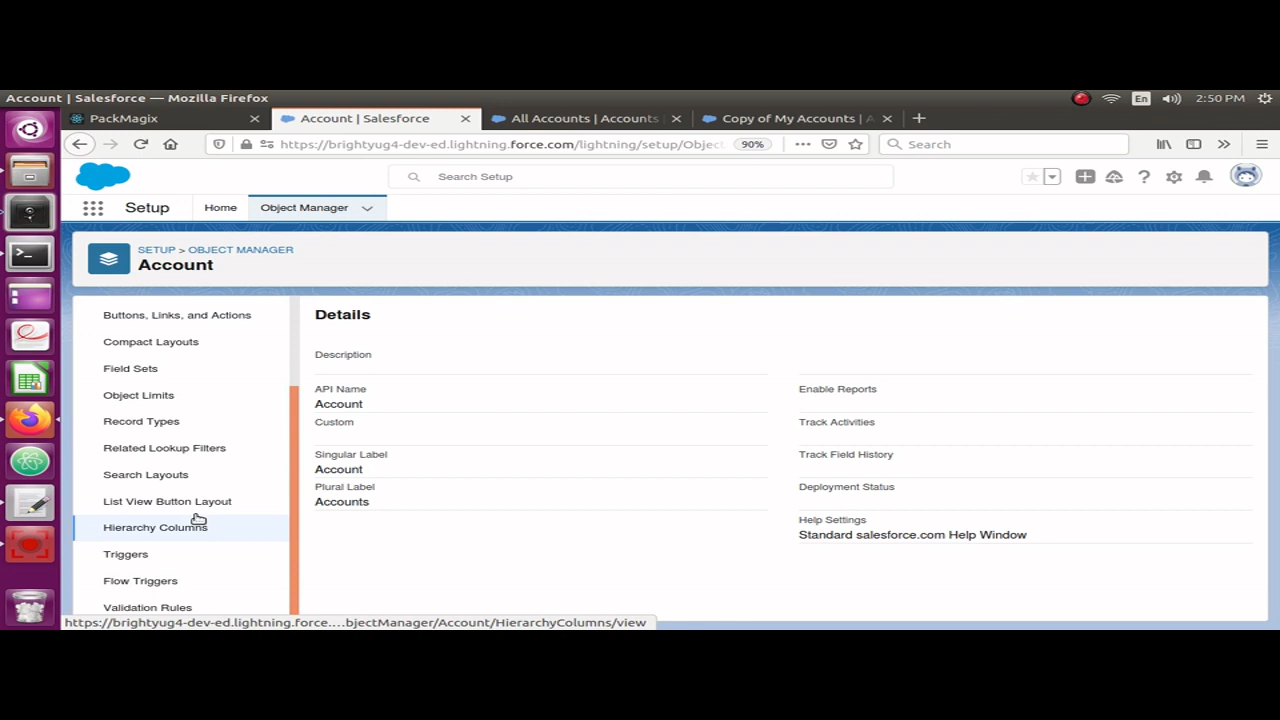 Account | Salesforce — Mozilla Firefox
En
2:50 PM
PackMagix
Account | Salesforce
All Accounts | Accounts
Copy of My Accounts | A
https://brightyug4-dev-ed.lightning.force.com/lightning/setup/Objec
90%
Search
Search Setup
Setup
Home
Object Manager
SETUP > OBJECT MANAGER
Account
Buttons, Links, and Actions
Compact Layouts
Field Sets
Object Limits
Record Types
Related Lookup Filters
Search Layouts
List View Button Layout
Hierarchy Columns
Triggers
Flow Triggers
Validation Rules
Details
Description
API Name
Account
Custom
Singular Label
Account
Plural Label
Accounts
Enable Reports
Track Activities
Track Field History
Deployment Status
Help Settings
Standard salesforce.com Help Window
https://brightyug4-dev-ed.lightning.force....bjectManager/Account/HierarchyColumns/view